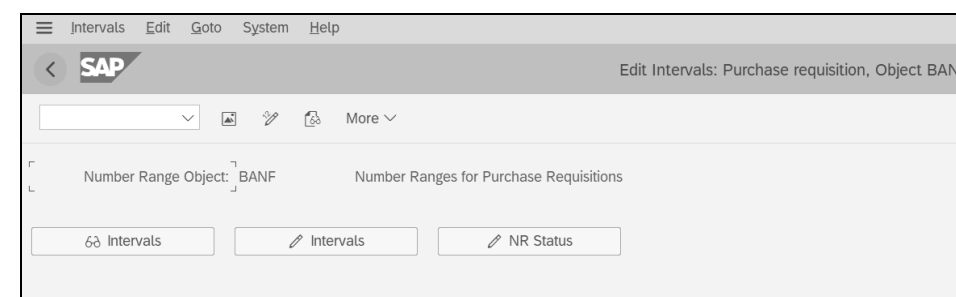 Intervals Edit Goto System Help
SAP Edit Intervals: Purchase requisition, Object BAN
More
Number Range Object: BANF Number Ranges for Purchase Requisitions
Intervals Intervals NR Status